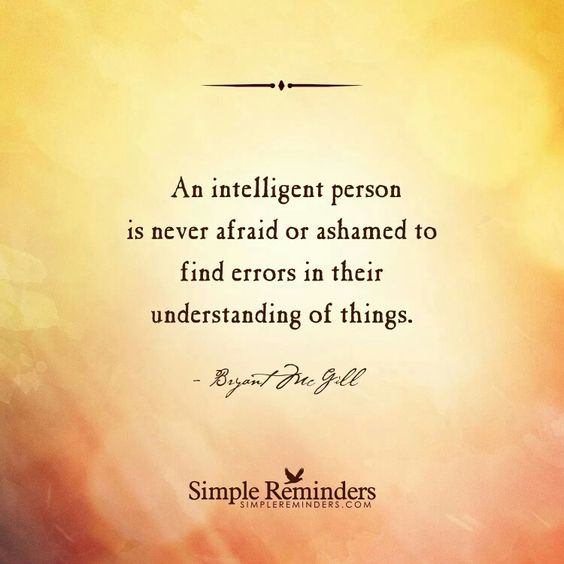 An intelligent person
is never afraid or ashamed to
find errors in their
understanding of things.
- Bryant McGill
Simple Reminders
SIMPLEREMINDERS.COM